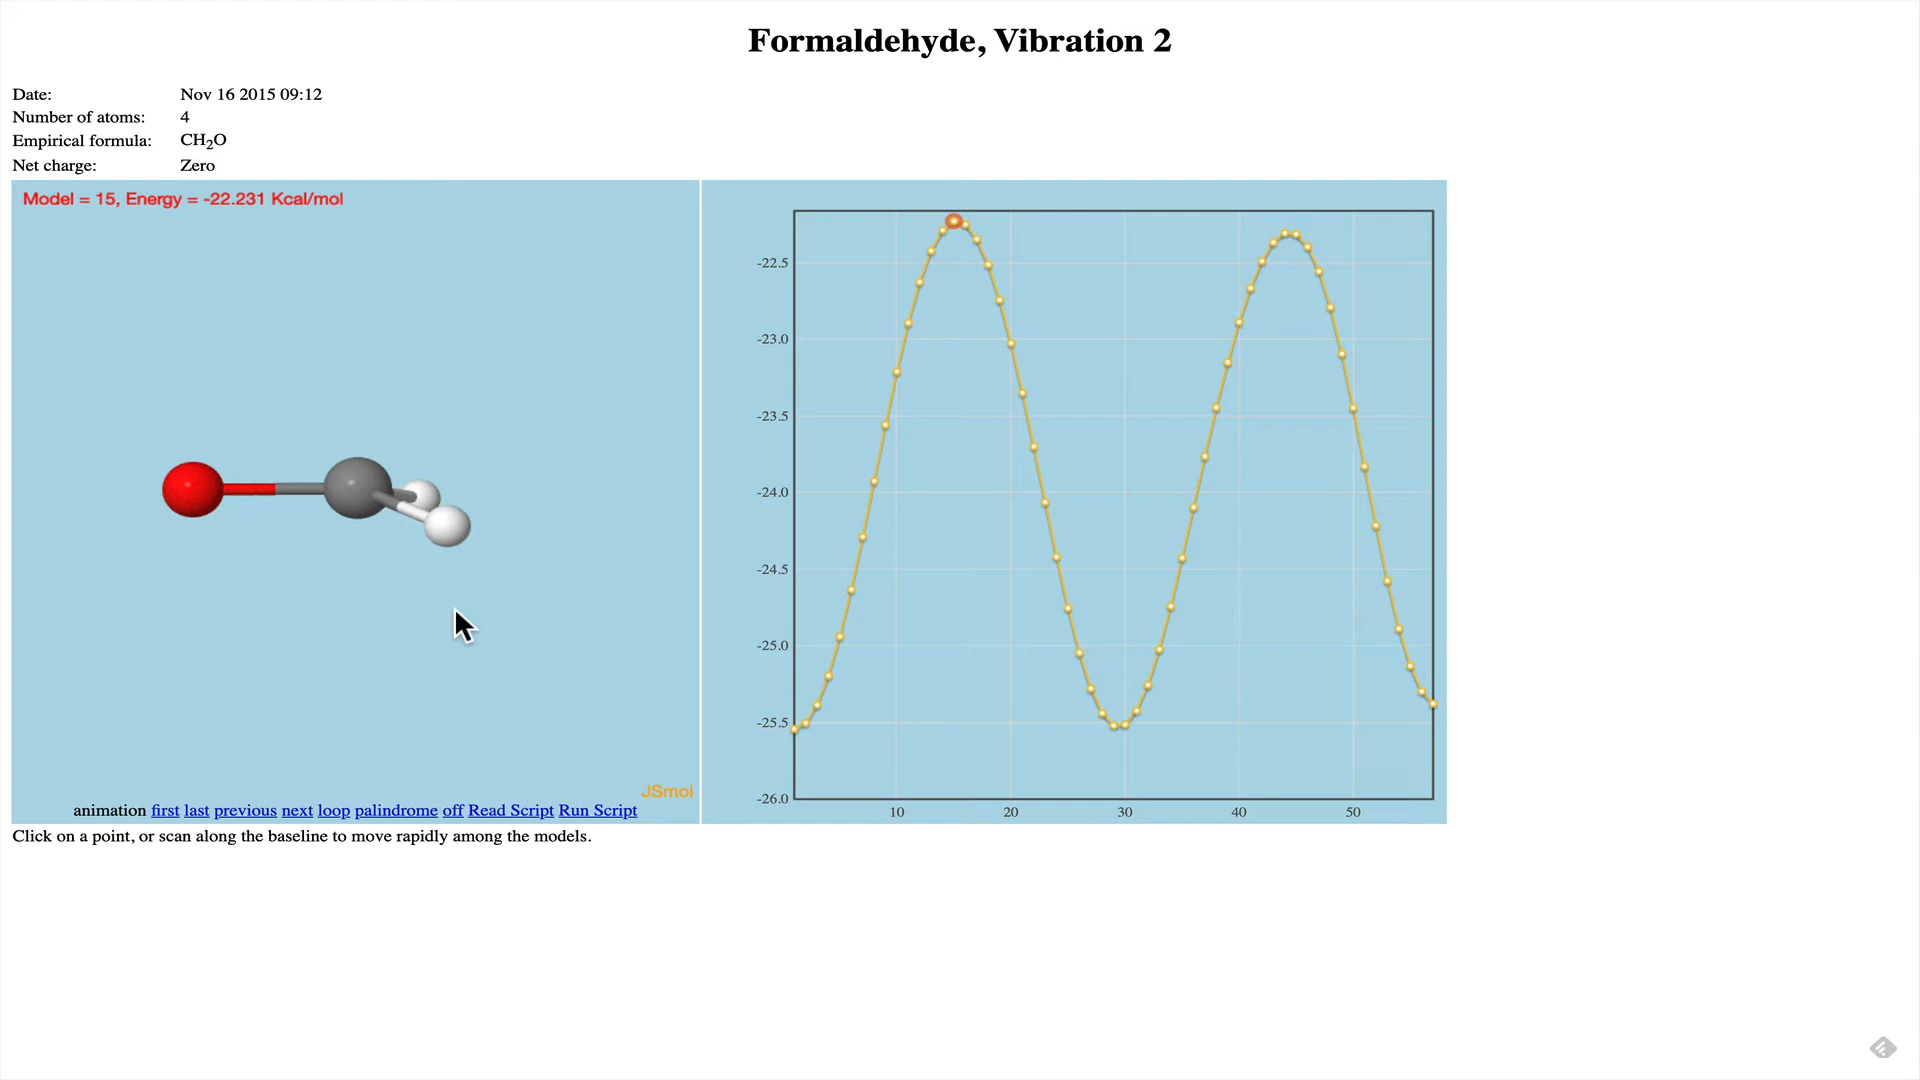 Formaldehyde, Vibration 2
Date: Nov 16 2015 09:12
Number of atoms: 4
Empirical formula: CH₂O
Net charge: Zero
Model = 15, Energy = -22.231 Kcal/mol
-22.5
-23.0
-23.5
-24.0
-24.5
-25.0
-25.5
-26.0
10 20 30 40 50
JSmol
animation first last previous next loop palindrome off Read Script Run Script
Click on a point, or scan along the baseline to move rapidly among the models.